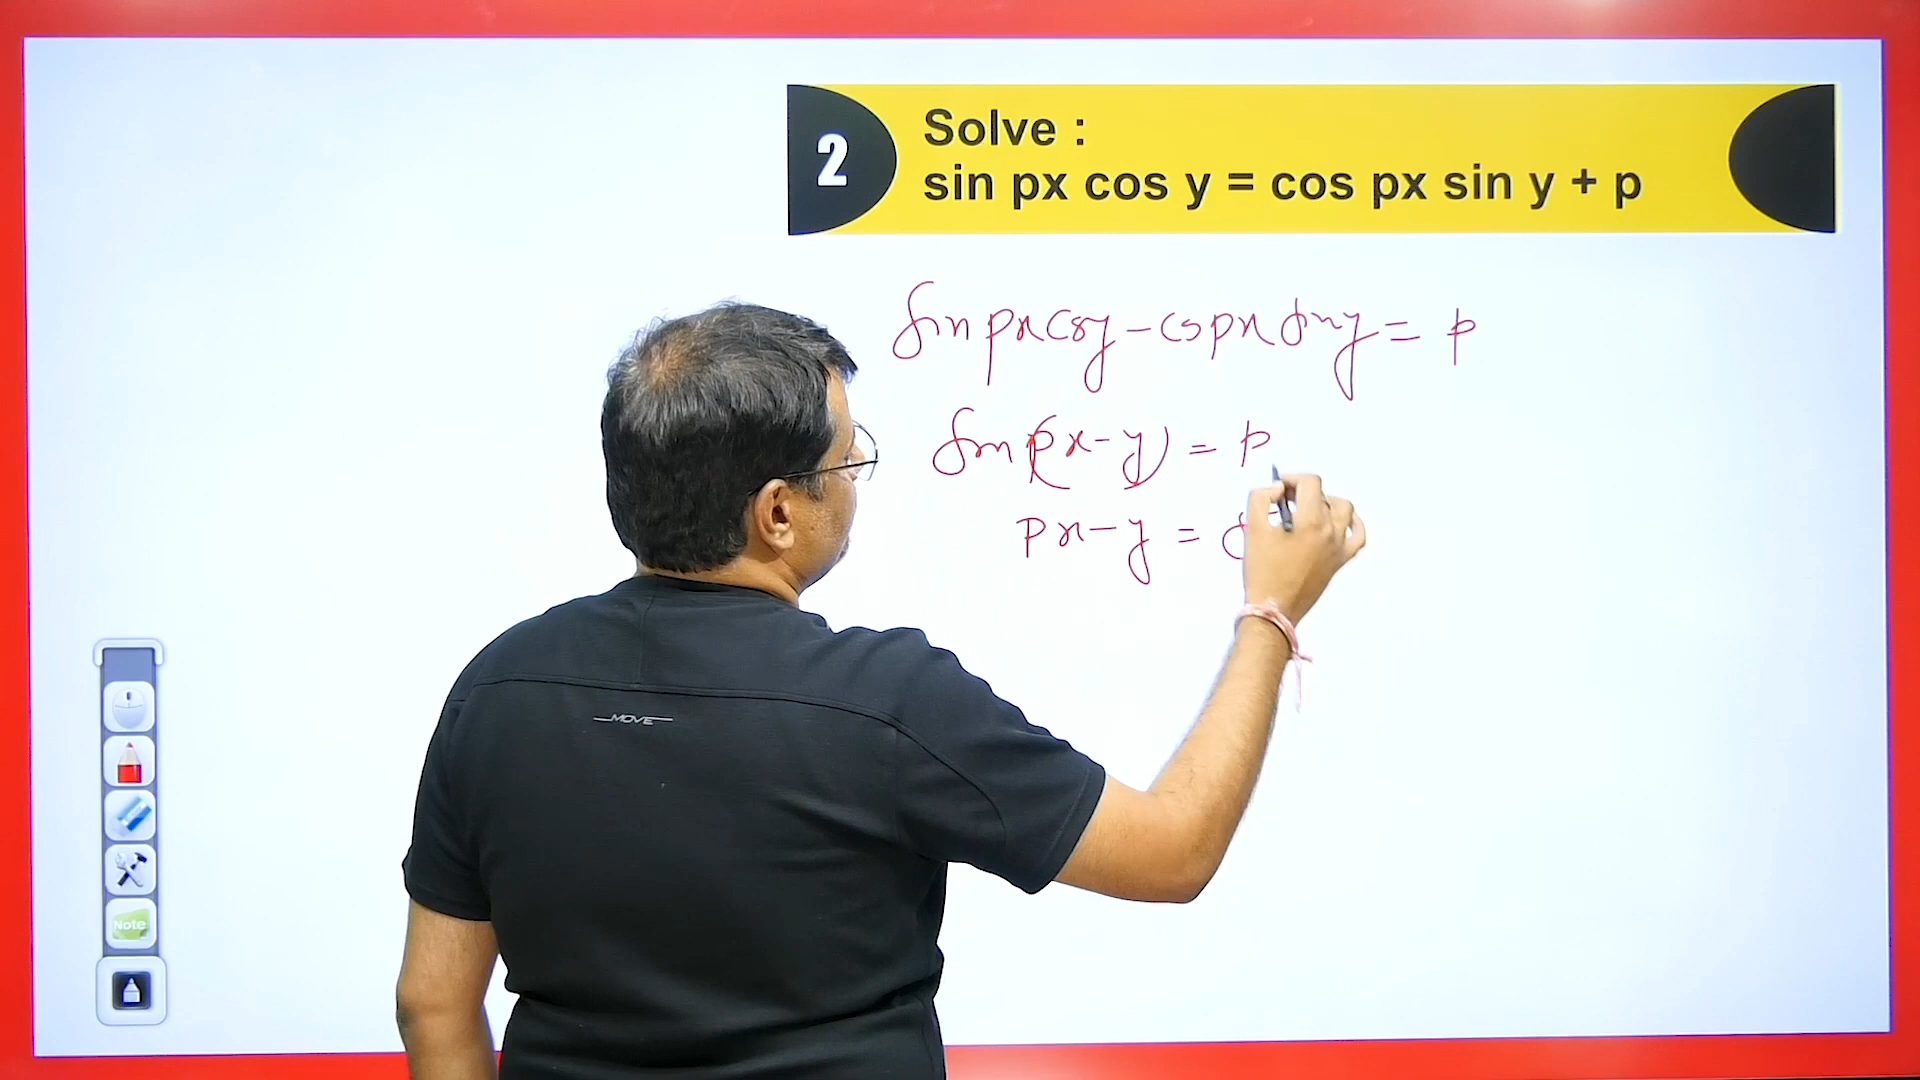 2
Solve :
sin px cos y = cos px sin y + p
sin px cos y - cos px sin y = p
sin(px - y) = p
px - y =
MOVE
Note